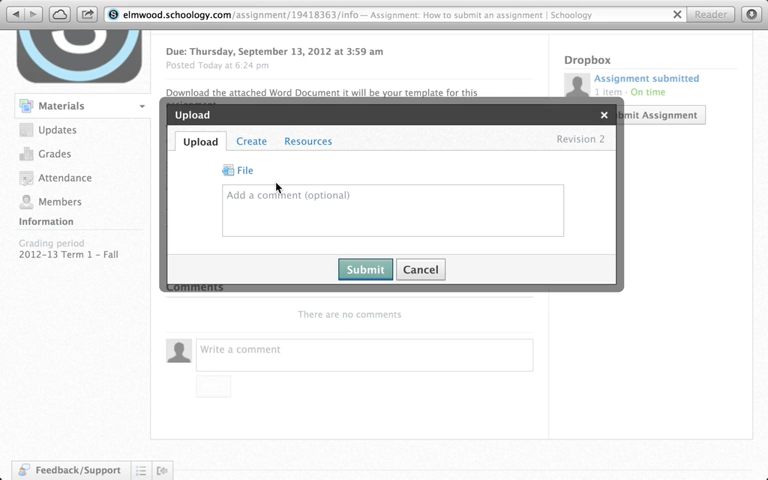 elmwood.schoology.com/assignment/19418363/info — Assignment: How to submit an assignment | Schoology
Reader
S
Due: Thursday, September 13, 2012 at 3:59 am
Posted Today at 6:24 pm
Download the attached Word Document it will be your template for this
Materials
Updates
Grades
Attendance
Members
Information
Grading period
2012-13 Term 1 - Fall
Dropbox
Assignment submitted
1 item · On time
Submit Assignment
Upload
Upload
Create
Resources
Revision 2
File
Add a comment (optional)
Submit
Cancel
Comments
There are no comments
Write a comment
Feedback/Support